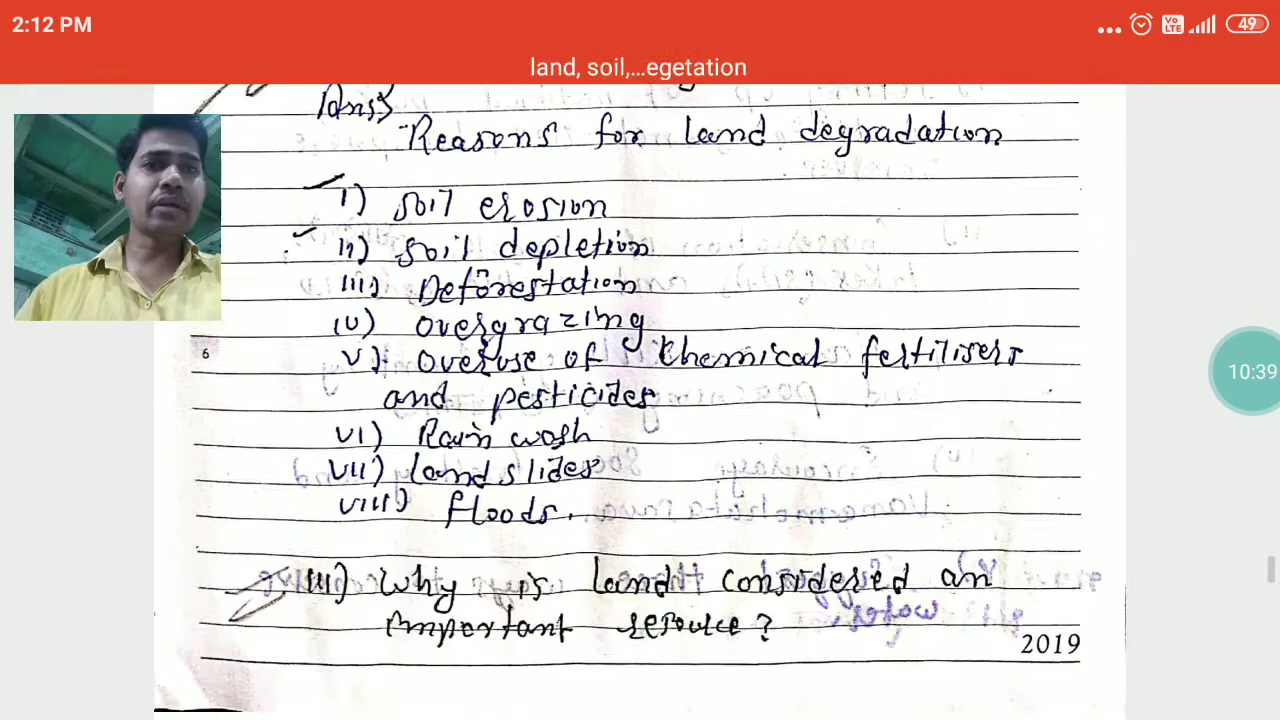 2:12 PM
Vo LTE
49
land, soil,...egetation
Ans>
Reasons for land degradation
i) soil erosion
ii) soil depletion
iii) Deforestation
iv) overgrazing
v) overuse of chemical fertilisers
and pesticides
vi) Rain wash
vii) landslides
viii) floods.
iii) Why is land considered an
important resource?
6
10:39
2019